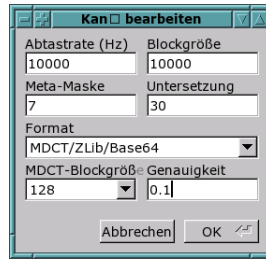 Kan□ bearbeiten
Abtastrate (Hz) Blockgröße
10000 10000
Meta-Maske Untersetzung
7 30
Format
MDCT/ZLib/Base64
MDCT-Blockgröße Genauigkeit
128 0.1
Abbrechen OK